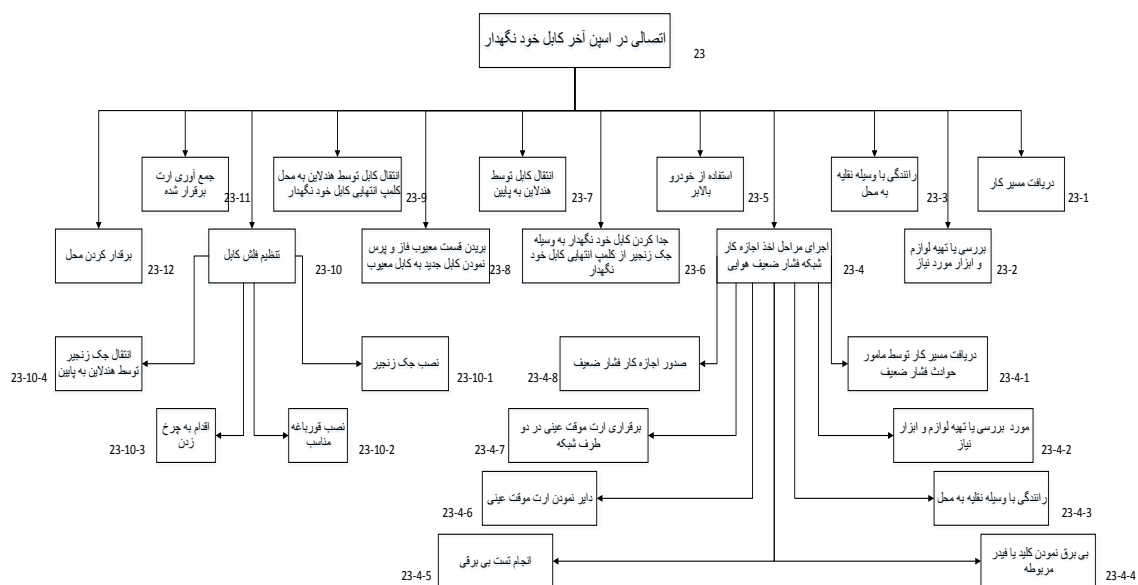 اتصالی در اسپن آخر کابل خود نگهدار
23
دریافت مسیر کار
23-1
بررسی یا تهیه لوازم
و ابزار مورد نیاز
23-2
رانندگی با وسیله نقلیه
به محل
23-3
اجرای مراحل اخذ اجازه کار
شبکه فشار ضعیف هوایی
23-4
استفاده از خودرو
بالابر
23-5
جدا کردن کابل خود نگهدار به وسیله
جک زنجیر از کلمپ انتهایی کابل خود
نگهدار
23-6
انتقال کابل توسط
هندلاین به پایین
23-7
بریدن قسمت معیوب فاز و پرس
نمودن کابل جدید به کابل معیوب
23-8
انتقال کابل توسط هندلاین به محل
کلمپ انتهایی کابل خود نگهدار
23-9
تنظیم فلش کابل
23-10
جمع آوری ارت
برقرار شده
23-11
برقدار کردن محل
23-12
دریافت مسیر کار توسط مامور
حوادث فشار ضعیف
23-4-1
مورد بررسی یا تهیه لوازم و ابزار
نیاز
23-4-2
رانندگی با وسیله نقلیه به محل
23-4-3
بی برق نمودن کلید یا فیدر
مربوطه
23-4-4
انجام تست بی برقی
23-4-5
دایر نمودن ارت موقت عینی
23-4-6
برقراری ارت موقت عینی در دو
طرف شبکه
23-4-7
صدور اجازه کار فشار ضعیف
23-4-8
نصب جک زنجیر
23-10-1
نصب قورباغه
مناسب
23-10-2
اقدام به چرخ
زدن
23-10-3
انتقال جک زنجیر
توسط هندلاین به پایین
23-10-4